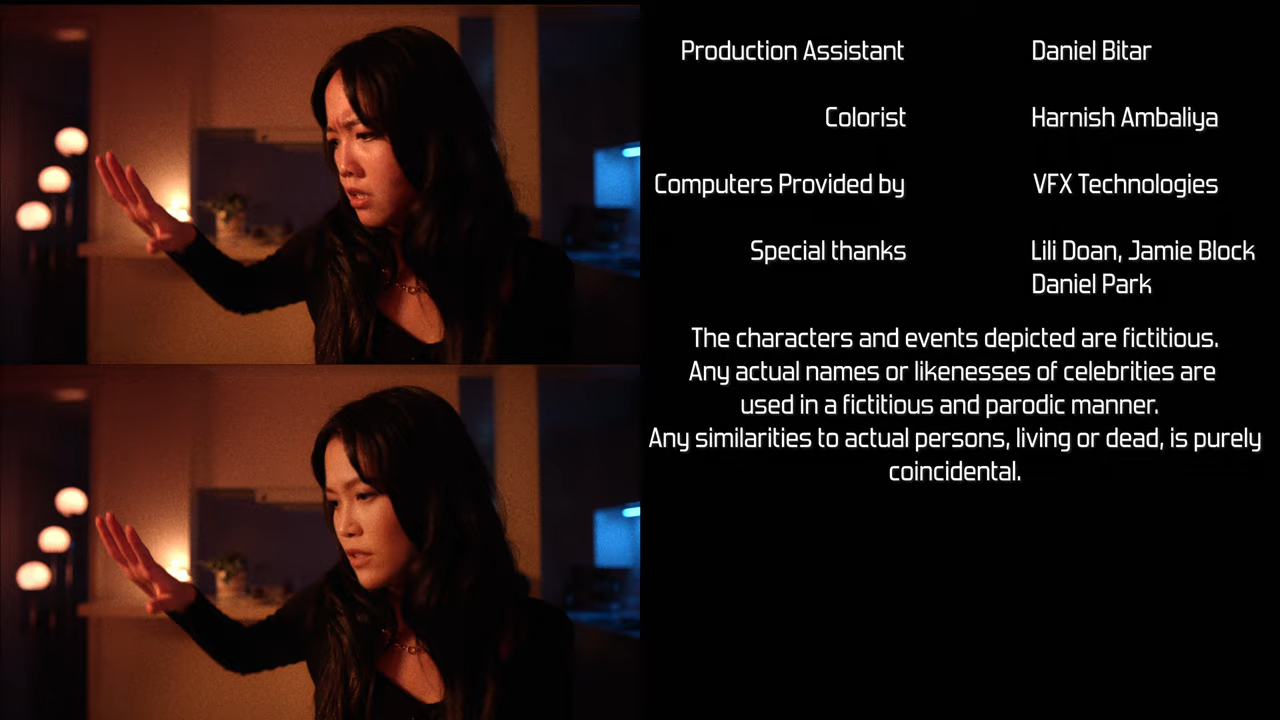 Production Assistant Daniel Bitar
Colorist Harnish Ambaliya
Computers Provided by VFX Technologies
Special thanks Lili Doan, Jamie Block
Daniel Park
The characters and events depicted are fictitious.
Any actual names or likenesses of celebrities are
used in a fictitious and parodic manner.
Any similarities to actual persons, living or dead, is purely
coincidental.